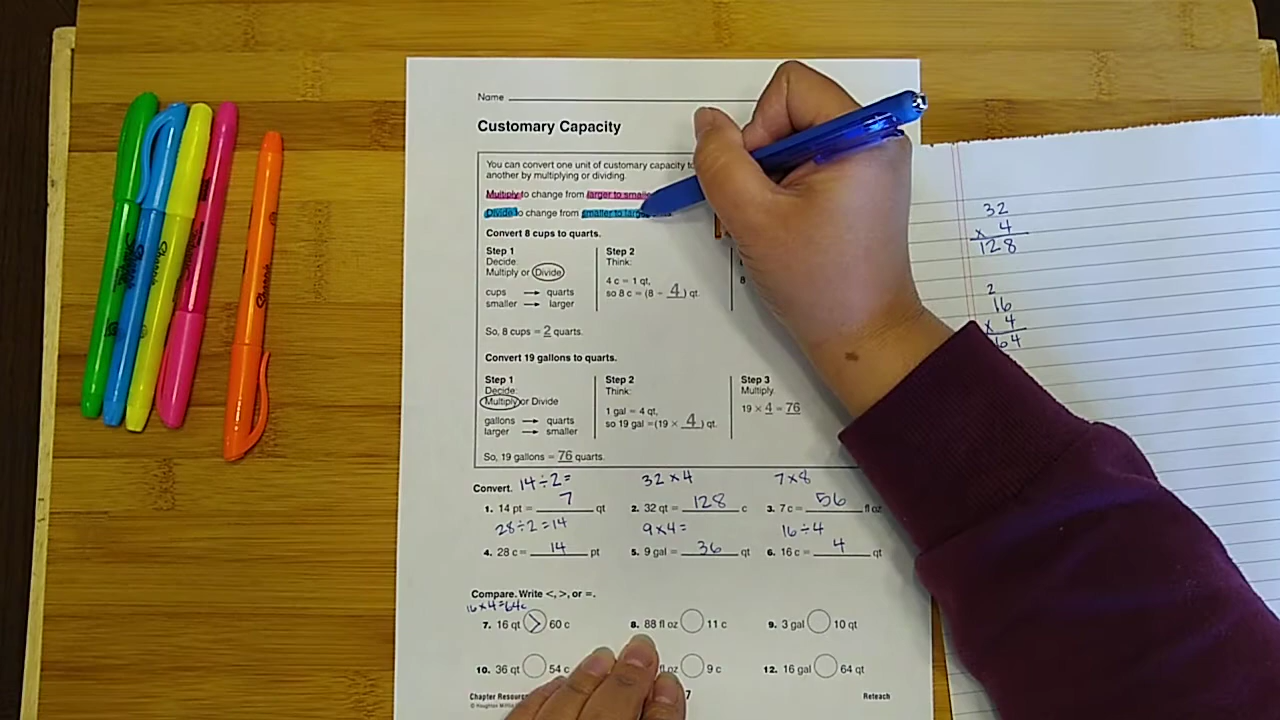 Name
Customary Capacity
You can convert one unit of customary capacity to
another by multiplying or dividing.
Multiply to change from larger to smaller
Divide to change from smaller to larger
Convert 8 cups to quarts.
Step 1
Decide:
Multiply or Divide
cups → quarts
smaller → larger
Step 2
Think:
4 c = 1 qt,
so 8 c = (8 ÷ 4) qt.
8
So, 8 cups = 2 quarts.
Convert 19 gallons to quarts.
Step 1
Decide:
Multiply or Divide
gallons → quarts
larger → smaller
Step 2
Think:
1 gal = 4 qt,
so 19 gal = (19 × 4) qt.
Step 3
Multiply.
19 × 4 = 76
So, 19 gallons = 76 quarts.
Convert.
14÷2=
32×4
7×8
1. 14 pt = 7 qt
2. 32 qt = 128 c
3. 7 c = 56 fl oz
28÷2=14
9×4=
16÷4
4. 28 c = 14 pt
5. 9 gal = 36 qt
6. 16 c = 4 qt
Compare. Write <, >, or =.
16×4=64c
7. 16 qt > 60 c
8. 88 fl oz 11 c
9. 3 gal 10 qt
10. 36 qt 54 c
fl oz 9 c
12. 16 gal 64 qt
Chapter
7
Reteach
32
× 4
128
2
16
× 4
64
Sharpie